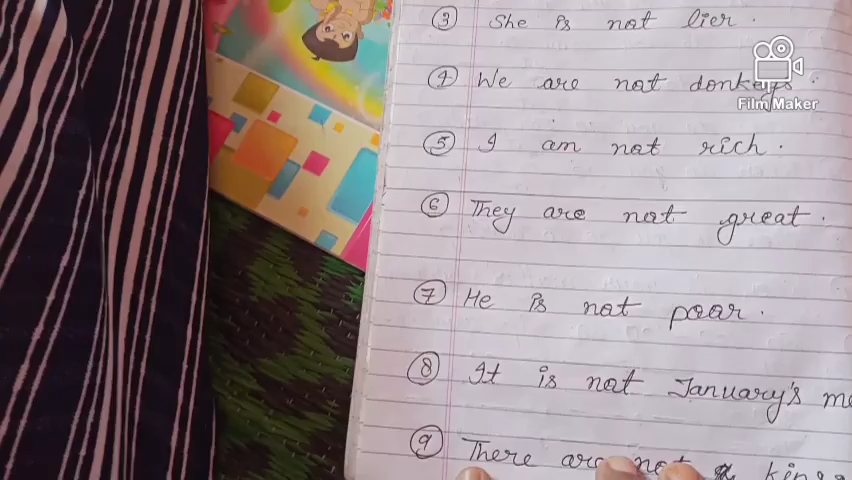 ③ She is not lier.
④ We are not donkeys.
Film Maker
⑤ I am not rich.
⑥ They are not great.
⑦ He is not poor.
⑧ It is not January's
⑨ There are not